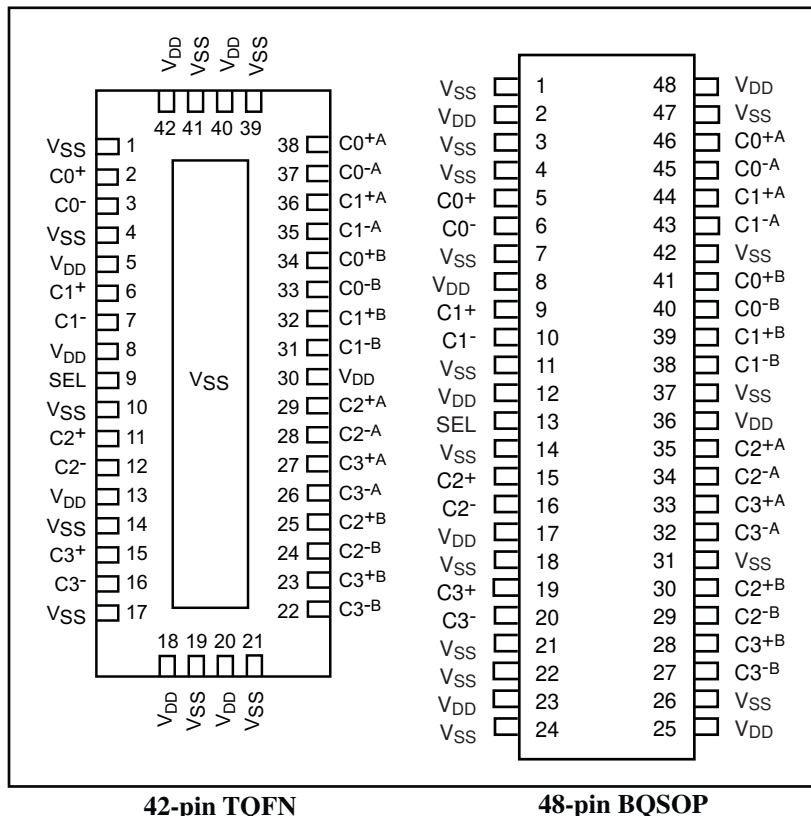 VDD VSS VDD VSS
42 41 40 39
VSS 1
C0+ 2
C0- 3
VSS 4
VDD 5
C1+ 6
C1- 7
VDD 8
SEL 9
VSS 10
C2+ 11
C2- 12
VDD 13
VSS 14
C3+ 15
C3- 16
VSS 17
VSS
38 C0+A
37 C0-A
36 C1+A
35 C1-A
34 C0+B
33 C0-B
32 C1+B
31 C1-B
30 VDD
29 C2+A
28 C2-A
27 C3+A
26 C3-A
25 C2+B
24 C2-B
23 C3+B
22 C3-B
18 19 20 21
VDD VSS VDD VSS
42-pin TQFN
VSS 1 48 VDD
VDD 2 47 VSS
VSS 3 46 C0+A
VSS 4 45 C0-A
C0+ 5 44 C1+A
C0- 6 43 C1-A
VSS 7 42 VSS
VDD 8 41 C0+B
C1+ 9 40 C0-B
C1- 10 39 C1+B
VSS 11 38 C1-B
VDD 12 37 VSS
SEL 13 36 VDD
VSS 14 35 C2+A
C2+ 15 34 C2-A
C2- 16 33 C3+A
VDD 17 32 C3-A
VSS 18 31 VSS
C3+ 19 30 C2+B
C3- 20 29 C2-B
VSS 21 28 C3+B
VSS 22 27 C3-B
VDD 23 26 VSS
VSS 24 25 VDD
48-pin BQSOP